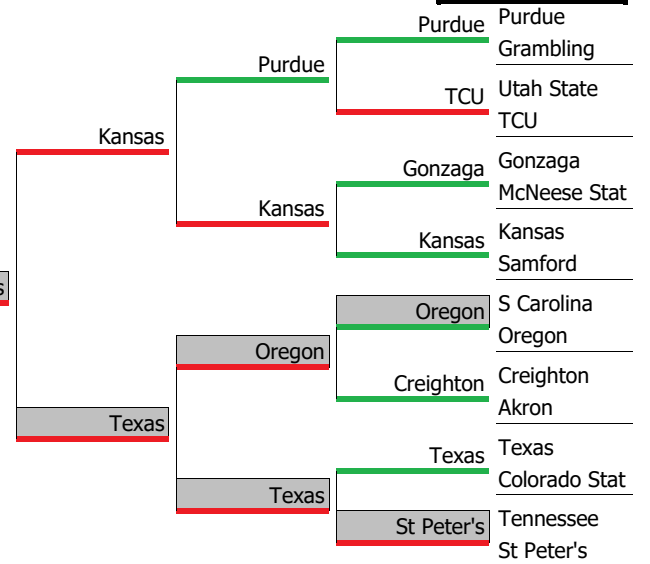 Purdue
Purdue
Grambling
Purdue
TCU
Utah State
TCU
Kansas
Gonzaga
Gonzaga
McNeese Stat
Kansas
Kansas
Kansas
Samford
s
Oregon
S Carolina
Oregon
Oregon
Creighton
Creighton
Akron
Texas
Texas
Texas
Colorado Stat
Texas
St Peter's
Tennessee
St Peter's